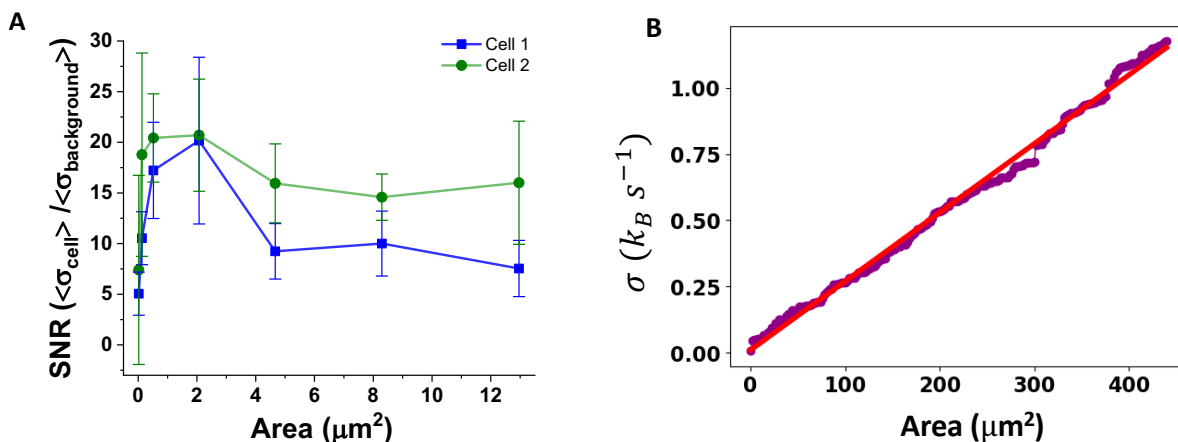 A
SNR (<σcell> /<σbackground>)
30
25
20
15
10
5
0
Cell 1
Cell 2
0 2 4 6 8 10 12
Area (μm²)
B
σ (k_B s⁻¹)
1.00
0.75
0.50
0.25
0.00
0 100 200 300 400
Area (μm²)